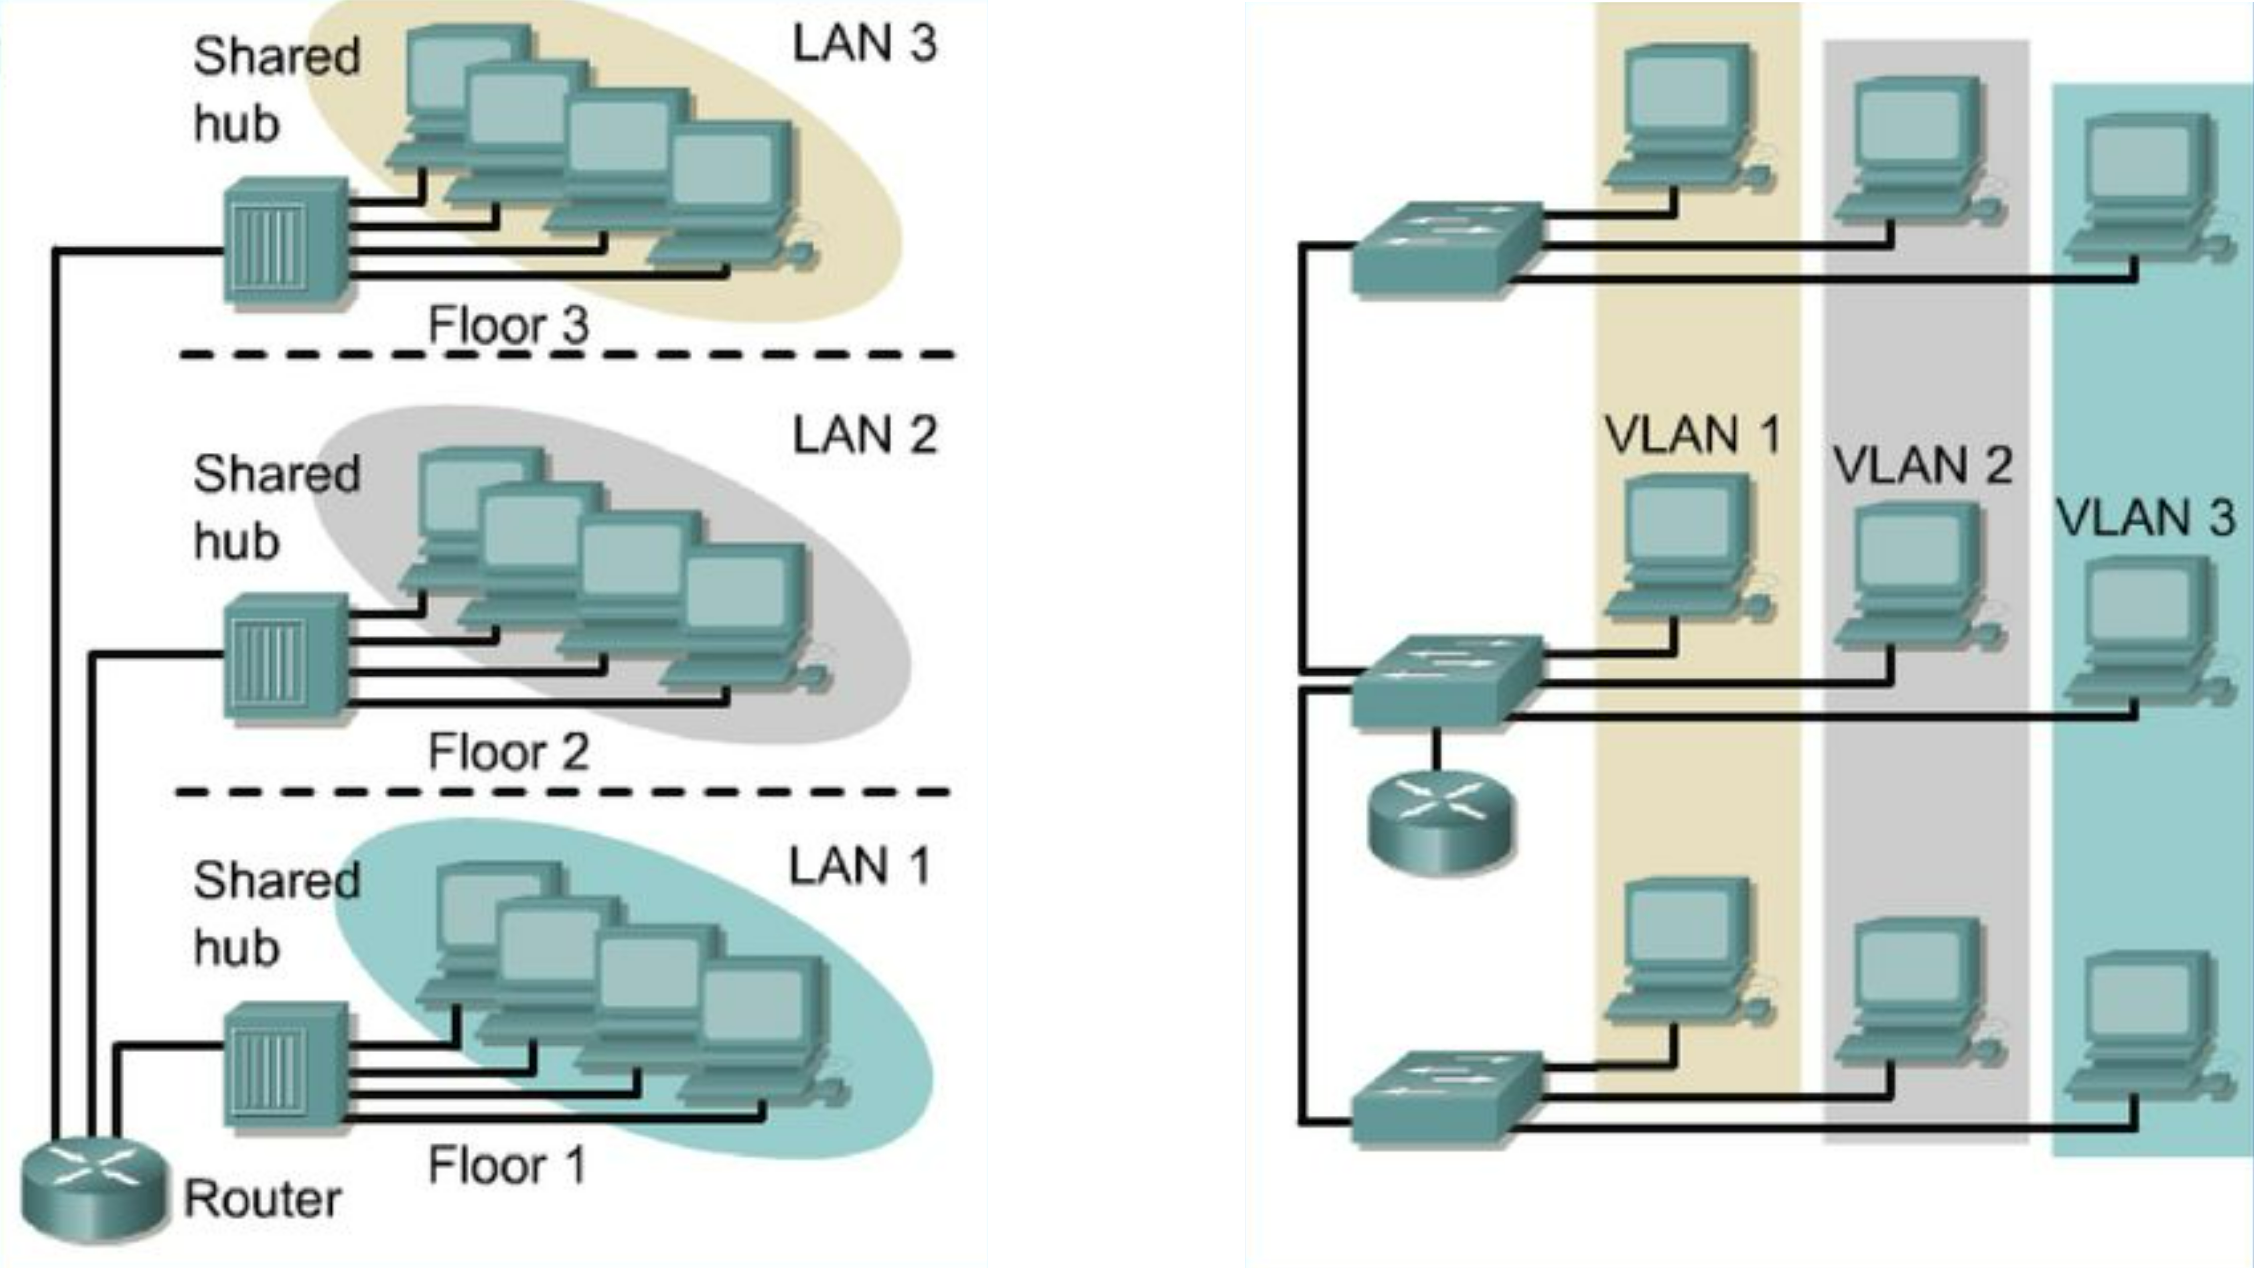 LAN 3
Shared
hub
Floor 3
LAN 2
Shared
hub
Floor 2
LAN 1
Shared
hub
Floor 1
Router
VLAN 1
VLAN 2
VLAN 3